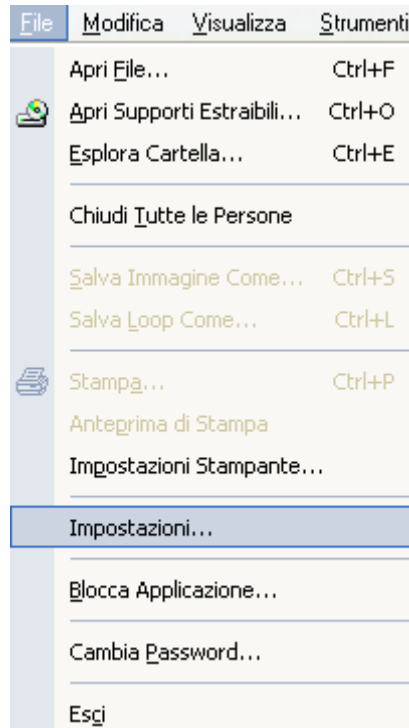 File Modifica Visualizza Strumenti
Apri File... Ctrl+F
Apri Supporti Estraibili... Ctrl+O
Esplora Cartella... Ctrl+E
Chiudi Tutte le Persone
Salva Immagine Come... Ctrl+S
Salva Loop Come... Ctrl+L
Stampa... Ctrl+P
Anteprima di Stampa
Impostazioni Stampante...
Impostazioni...
Blocca Applicazione...
Cambia Password...
Esci